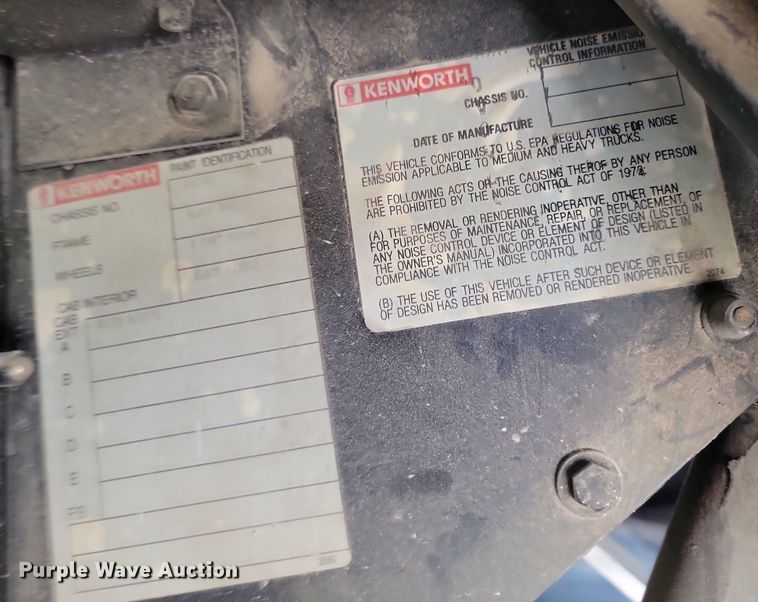 KENWORTH
PAINT IDENTIFICATION
CHASSIS NO
FRAME
WHEELS
CAB INTERIOR
CAB
EXT
A
B
C
D
E
FB
KENWORTH
VEHICLE NOISE EMISSION
CONTROL INFORMATION
CHASSIS NO.
DATE OF MANUFACTURE
THIS VEHICLE CONFORMS TO U.S. EPA REGULATIONS FOR NOISE
EMISSION APPLICABLE TO MEDIUM AND HEAVY TRUCKS.
THE FOLLOWING ACTS OR THE CAUSING THEROF BY ANY PERSON
ARE PROHIBITED BY THE NOISE CONTROL ACT OF 1972:
(A) THE REMOVAL OR RENDERING INOPERATIVE, OTHER THAN
FOR PURPOSES OF MAINTENANCE, REPAIR, OR REPLACEMENT, OF
ANY NOISE CONTROL DEVICE OR ELEMENT OF DESIGN (LISTED IN
THE OWNER'S MANUAL) INCORPORATED INTO THIS VEHICLE IN
COMPLIANCE WITH THE NOISE CONTROL ACT.
(B) THE USE OF THIS VEHICLE AFTER SUCH DEVICE OR ELEMENT
OF DESIGN HAS BEEN REMOVED OR RENDERED INOPERATIVE.
2074
Purple Wave Auction